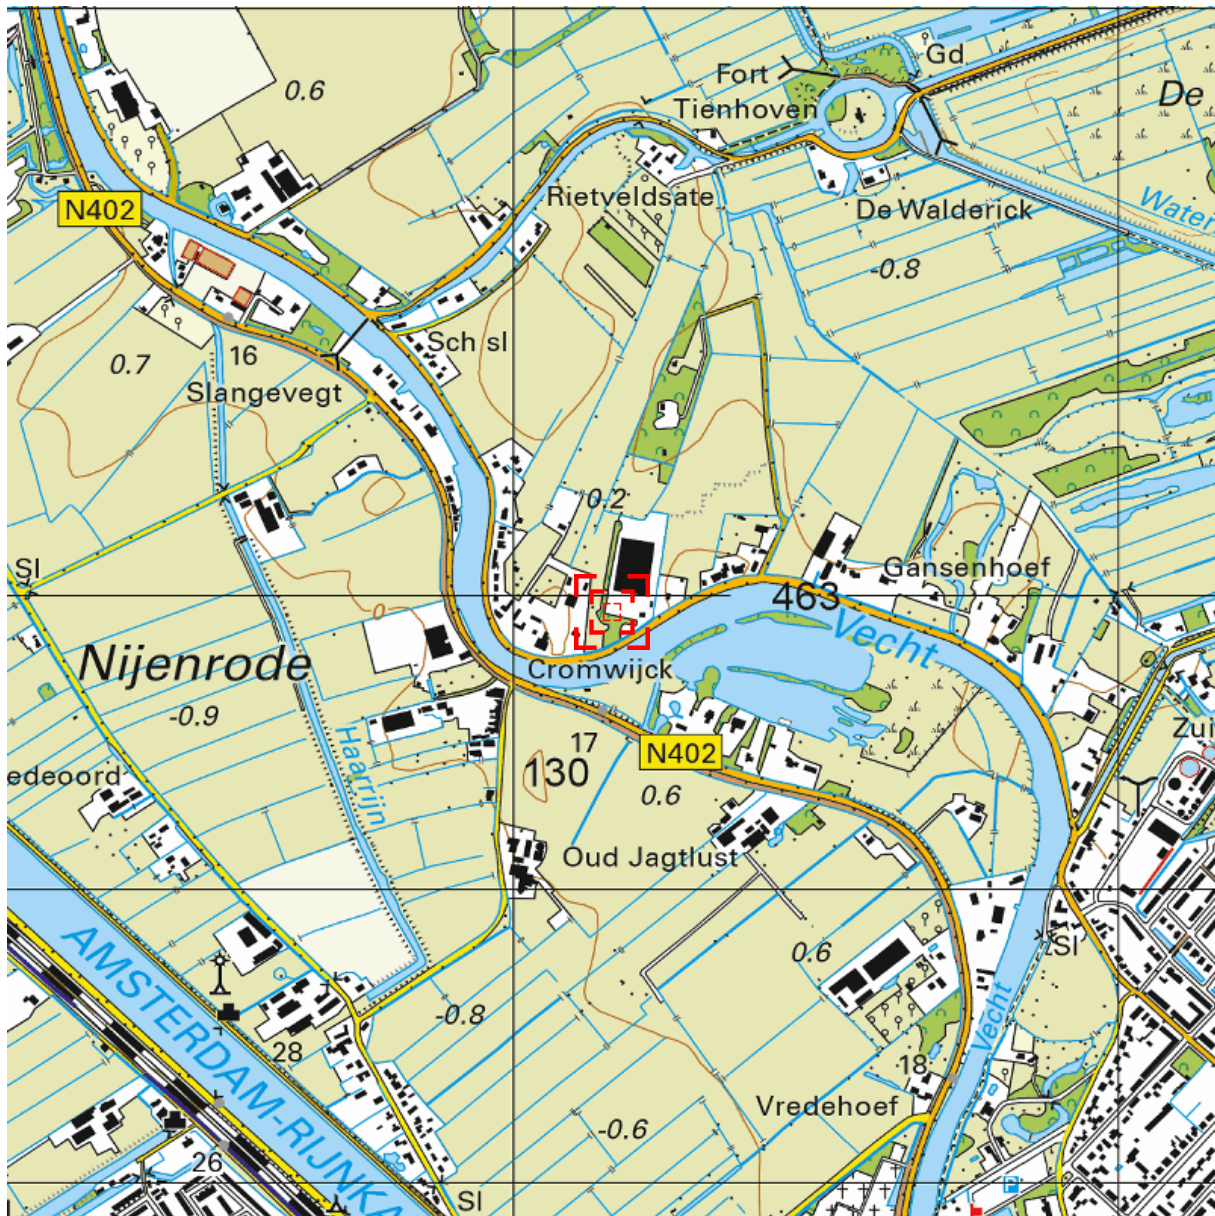 0.6
Gd
Fort
Tienhoven
De
N402
Rietveldsate
De Walderick
Water
-0.8
Sch sl
0.7
16
Slangevegt
0.2
Sl
Gansenhoef
463
0
Vecht
Nijenrode
Cromwijck
-0.9
Haarrijn
17
N402
Zui
130
edeoord
0.6
Oud Jagtlust
AMSTERDAM-RIJNKA
0.6
Sl
-0.8
Vecht
28
18
Vredehoef
-0.6
26
P
Sl